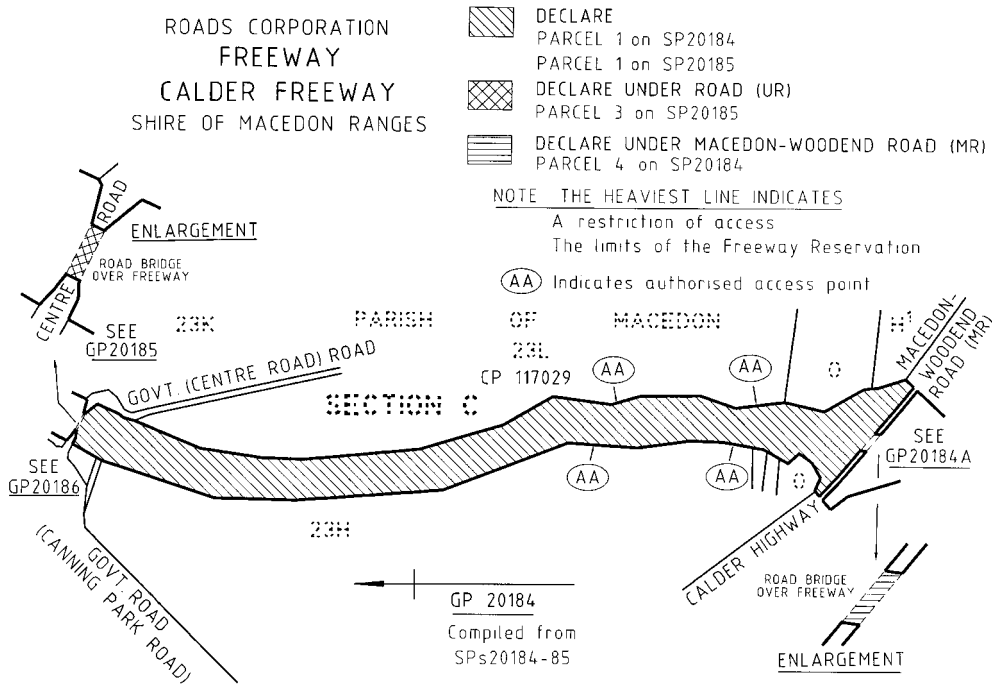 ROADS CORPORATION
FREEWAY
CALDER FREEWAY
SHIRE OF MACEDON RANGES
DECLARE
PARCEL 1 on SP20184
PARCEL 1 on SP20185
DECLARE UNDER ROAD (UR)
PARCEL 3 on SP20185
DECLARE UNDER MACEDON-WOODEND ROAD (MR)
PARCEL 4 on SP20184
NOTE THE HEAVIEST LINE INDICATES
A restriction of access
The limits of the Freeway Reservation
AA Indicates authorised access point
ROAD
ENLARGEMENT
ROAD BRIDGE
OVER FREEWAY
CENTRE
SEE
GP20185
23K
PARISH OF MACEDON
H1
MACEDON-
WOODEND
ROAD (MR)
23L
CP 117029
GOVT. (CENTRE ROAD) ROAD
SECTION C
AA
AA
O
SEE
GP20184A
SEE
GP20186
AA
AA
O
23H
CALDER HIGHWAY
GOVT. ROAD
(CANNING PARK ROAD)
GP 20184
Compiled from
SPs20184-85
ROAD BRIDGE
OVER FREEWAY
ENLARGEMENT